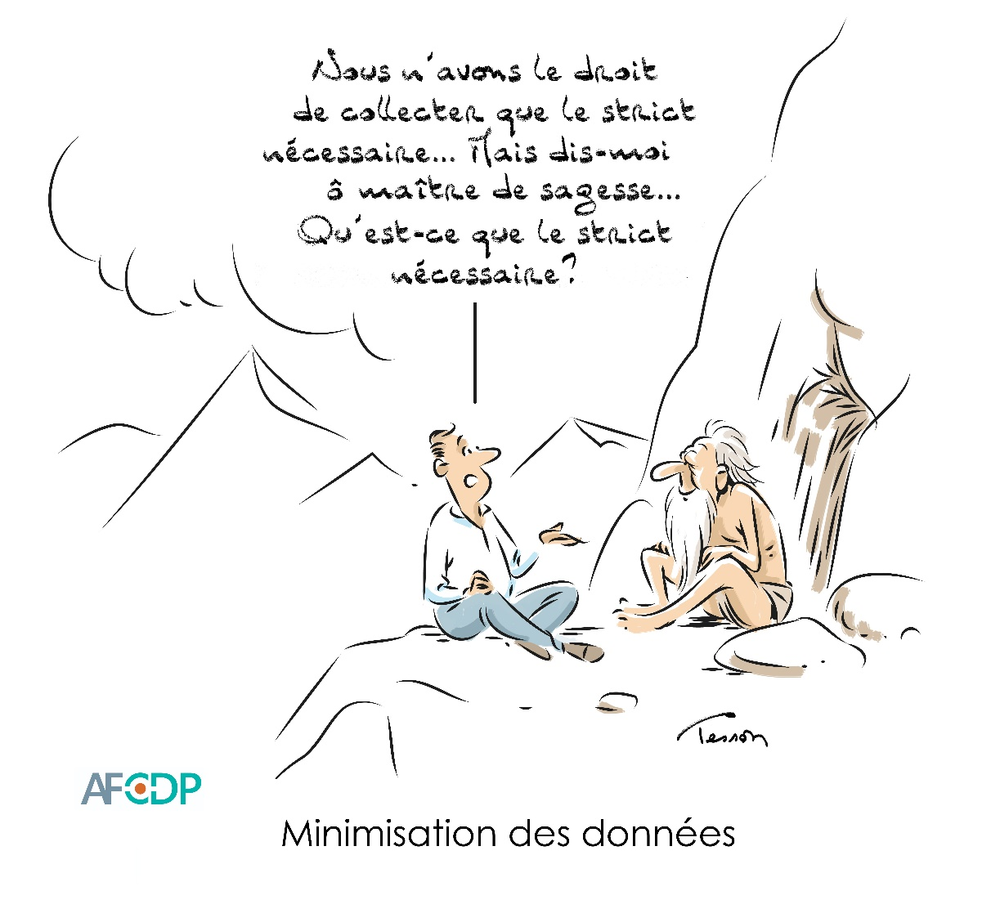 Nous n'avons le droit
de collecter que le strict
nécessaire... Mais dis-moi
ô maître de sagesse...
Qu'est-ce que le strict
nécessaire?
Tesson
AFCDP
Minimisation des données